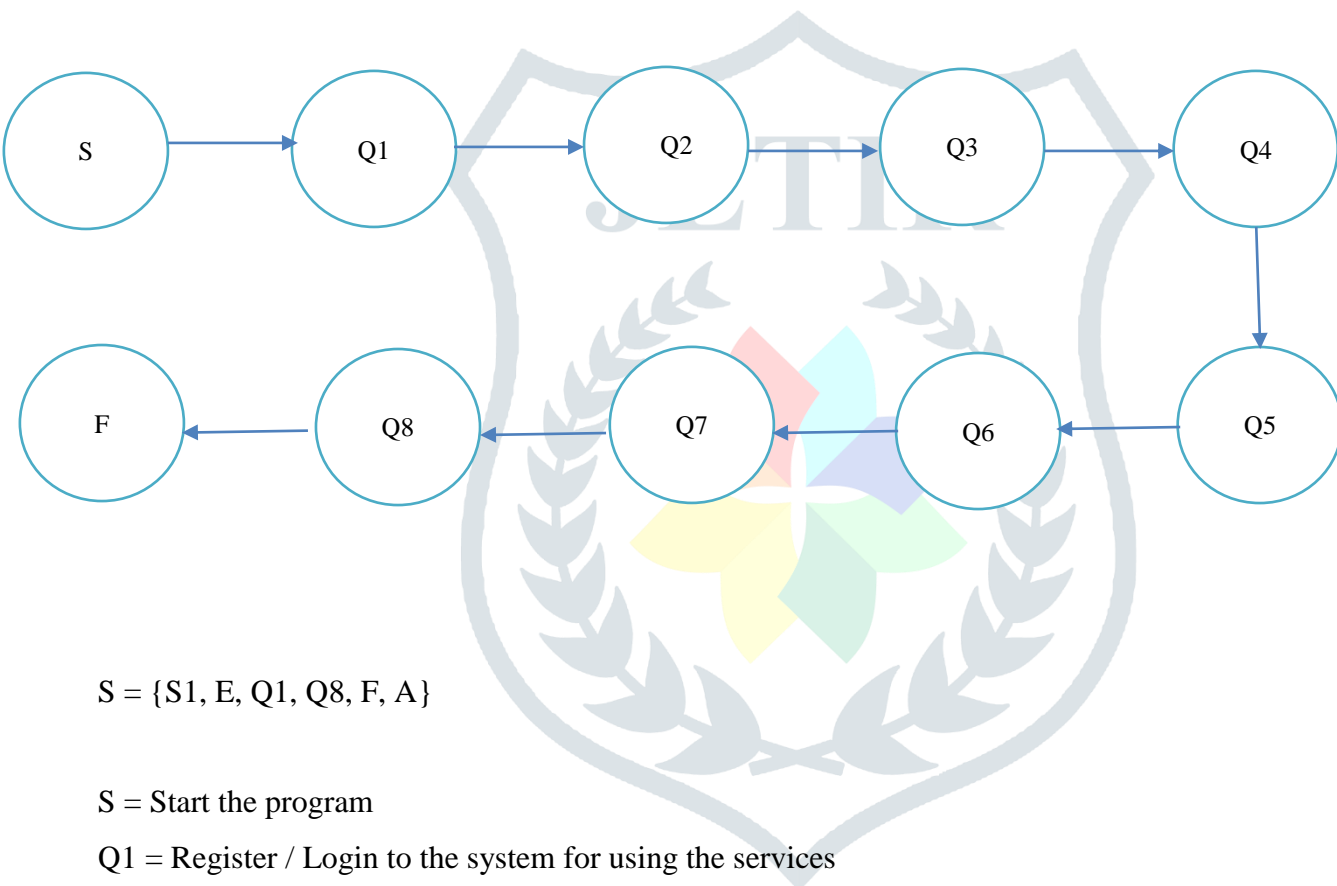 S Q1 Q2 Q3 Q4
JETIR
F Q8 Q7 Q6 Q5
S = {S1, E, Q1, Q8, F, A}
S = Start the program
Q1 = Register / Login to the system for using the services